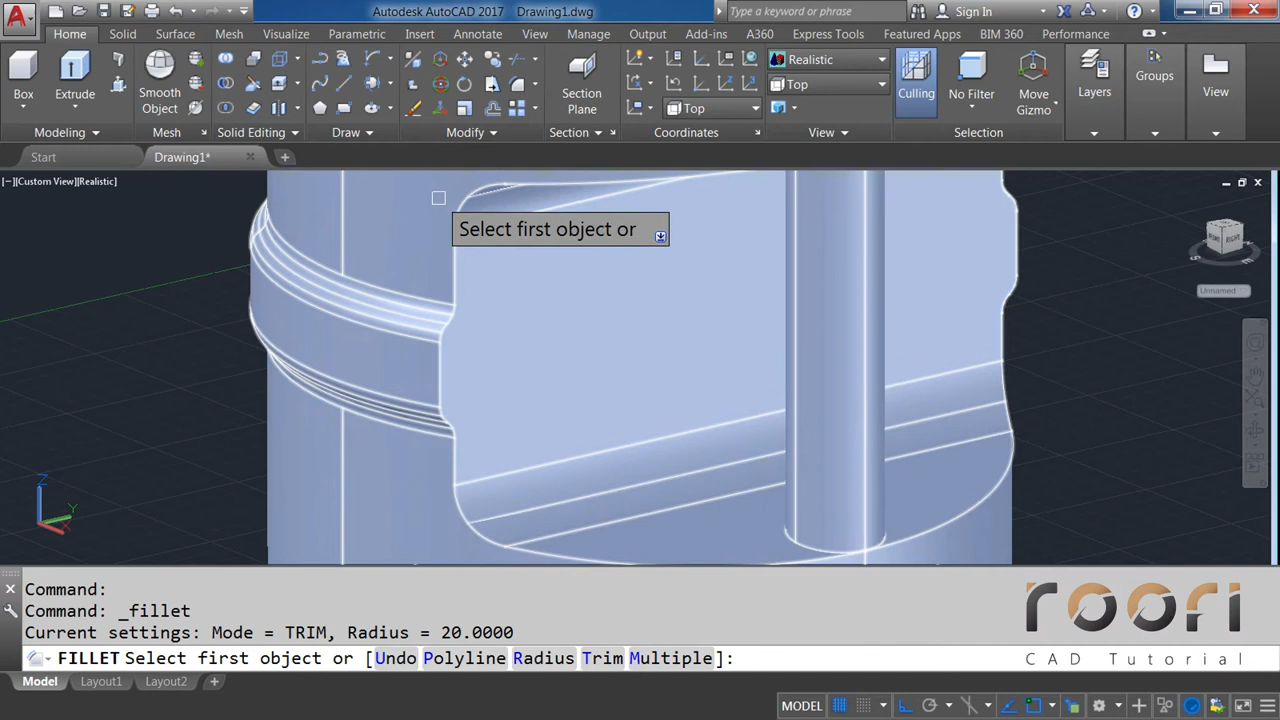 Autodesk AutoCAD 2017 Drawing1.dwg
Type a keyword or phrase
Sign In
Home Solid Surface Mesh Visualize Parametric Insert Annotate View Manage Output Add-ins A360 Express Tools Featured Apps BIM 360 Performance
Box
Extrude
Smooth
Object
Section
Plane
Realistic
Top
Top
Culling
No Filter
Move
Gizmo
Layers
Groups
View
Modeling Mesh Solid Editing Draw Modify Section Coordinates View Selection
Start Drawing1*
[−][Custom View][Realistic]
Select first object or
RIGHT
S
E
Unnamed
Z
Y
X
Command:
Command: _fillet
Current settings: Mode = TRIM, Radius = 20.0000
FILLET Select first object or [Undo Polyline Radius Trim Multiple]:
roofi
CAD Tutorial
Model Layout1 Layout2
MODEL